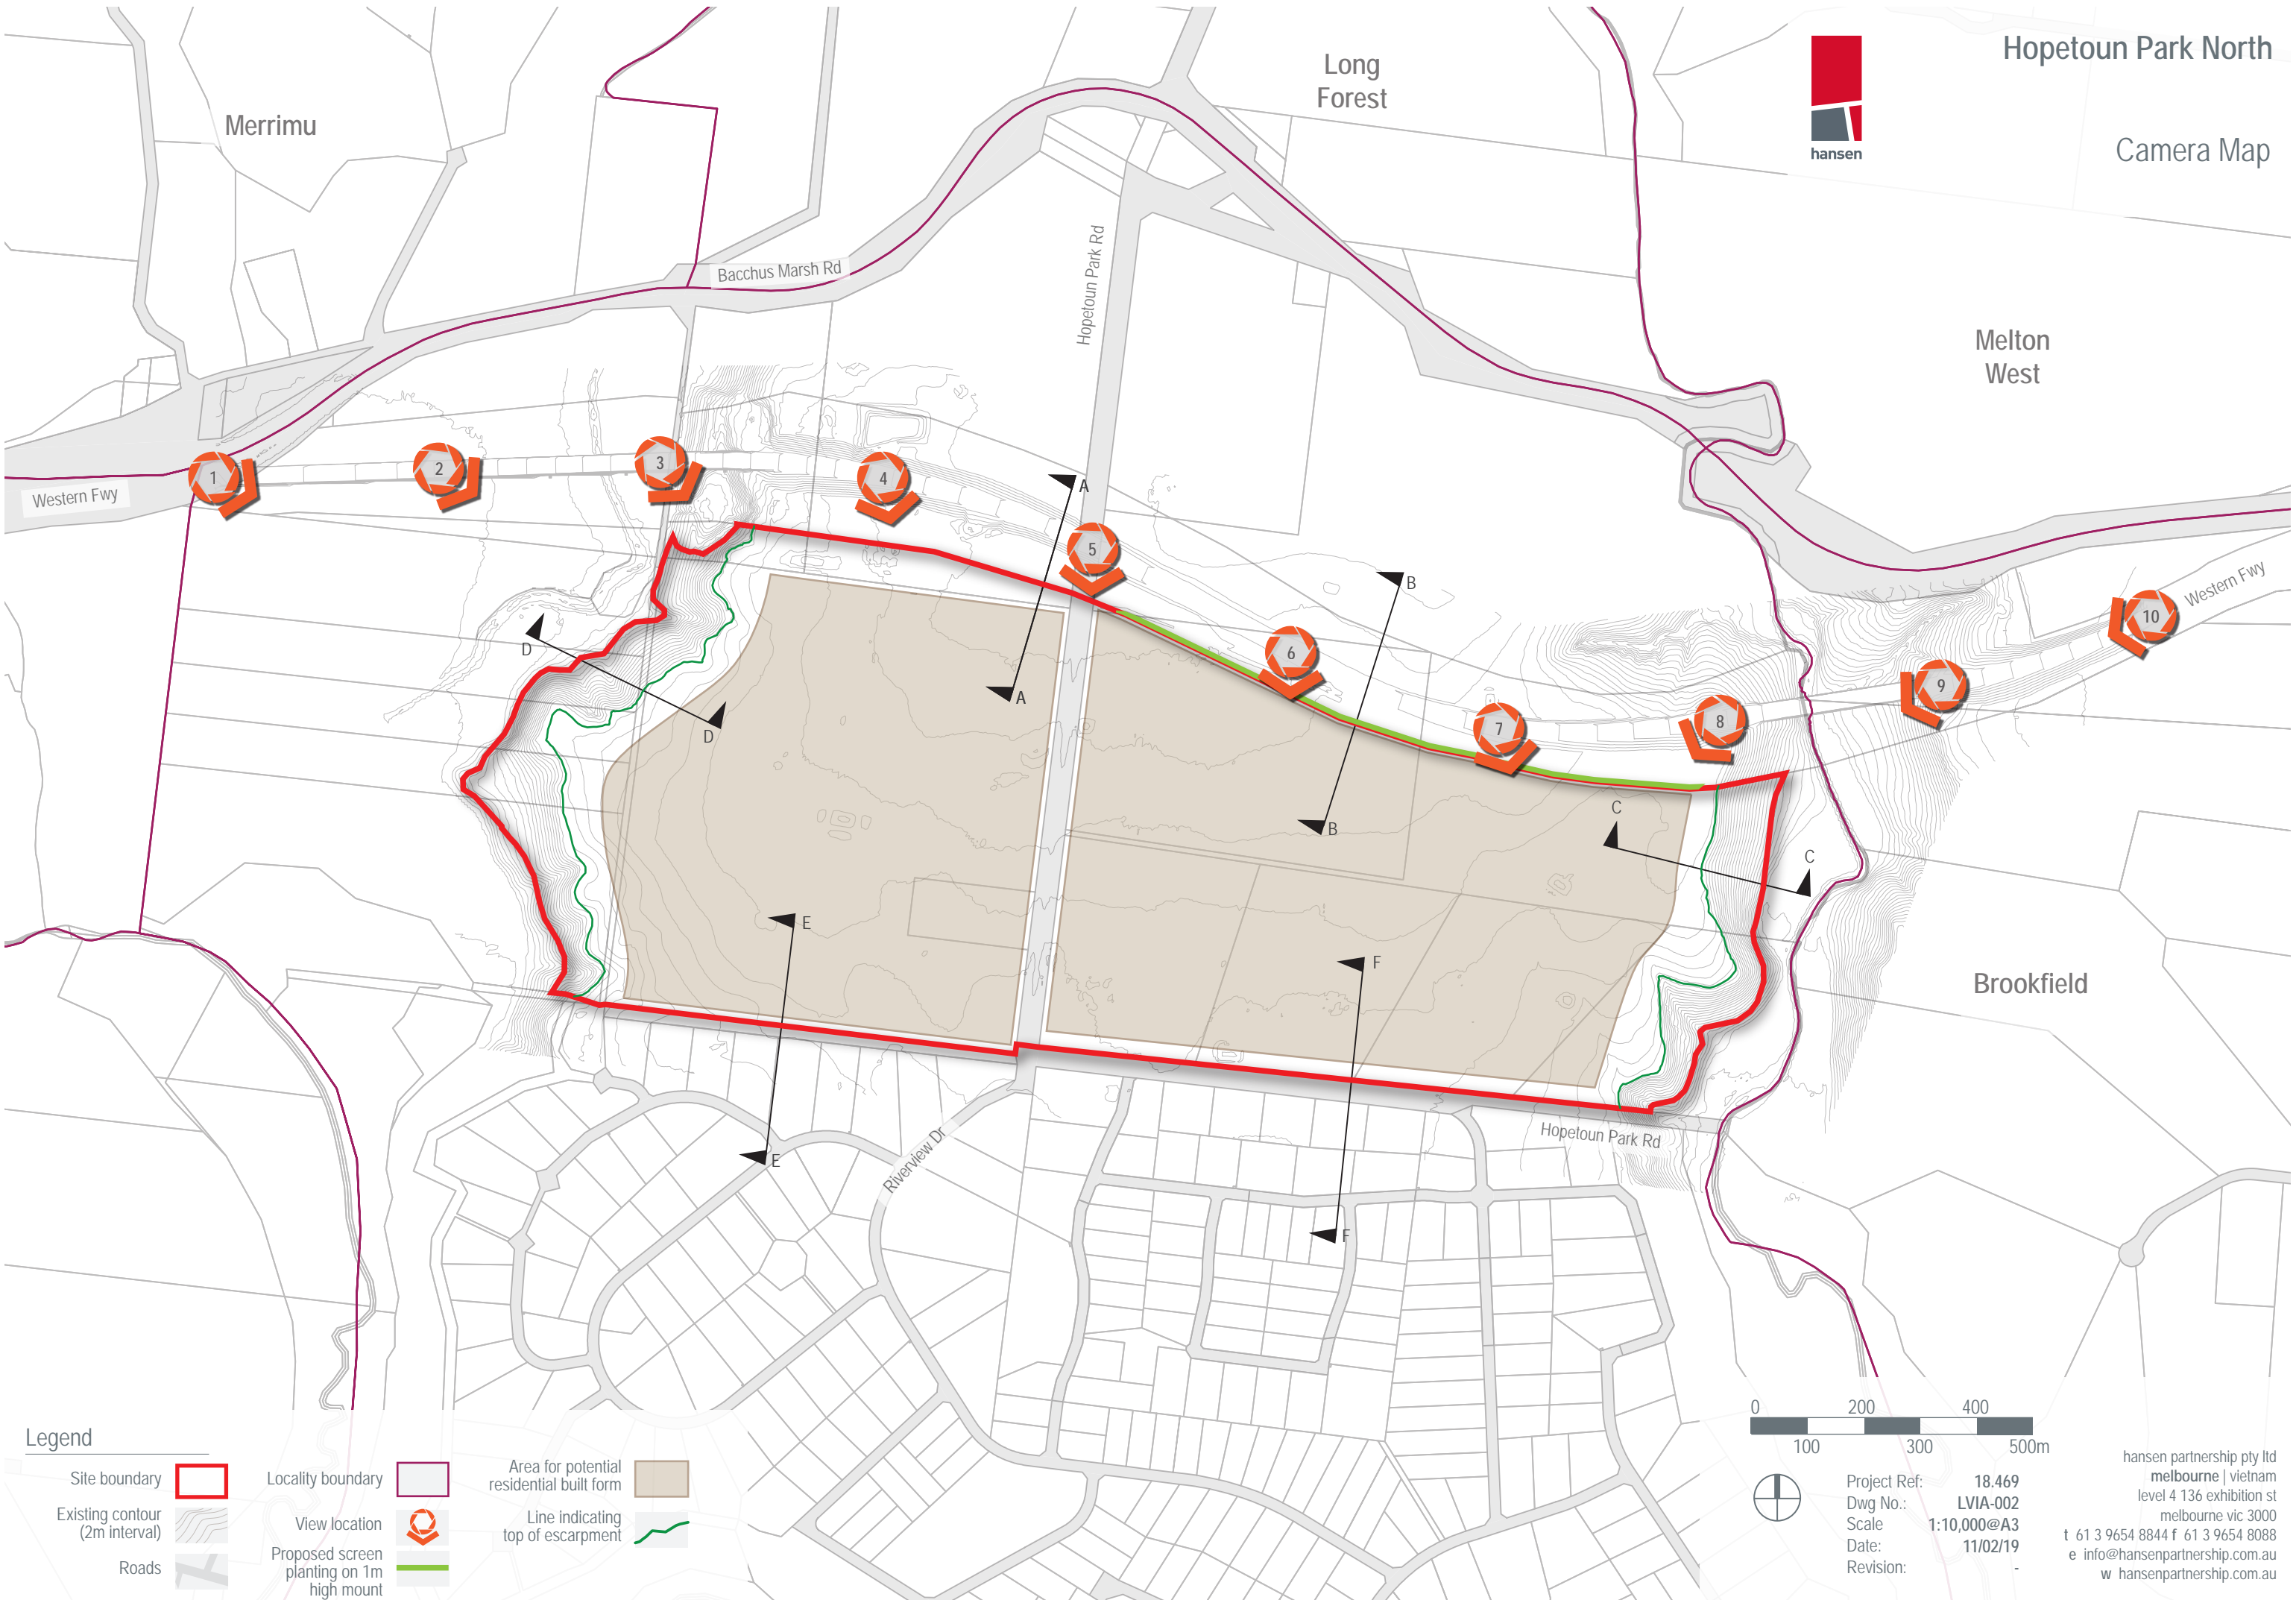 Hopetoun Park North
Camera Map
hansen
Long
Forest
Merrimu
Melton
West
Brookfield
Bacchus Marsh Rd
Hopetoun Park Rd
Western Fwy
Western Fwy
Riverview Dr
Hopetoun Park Rd
1
2
3
4
5
6
7
8
9
10
A
A
B
B
C
C
D
D
E
E
F
F
Legend
Site boundary
Existing contour
(2m interval)
Roads
Locality boundary
View location
Proposed screen
planting on 1m
high mount
Area for potential
residential built form
Line indicating
top of escarpment
0 200 400
100 300 500m
Project Ref: 18.469
Dwg No.: LVIA-002
Scale 1:10,000@A3
Date: 11/02/19
Revision: -
hansen partnership pty ltd
melbourne | vietnam
level 4 136 exhibition st
melbourne vic 3000
t 61 3 9654 8844 f 61 3 9654 8088
e info@hansenpartnership.com.au
w hansenpartnership.com.au